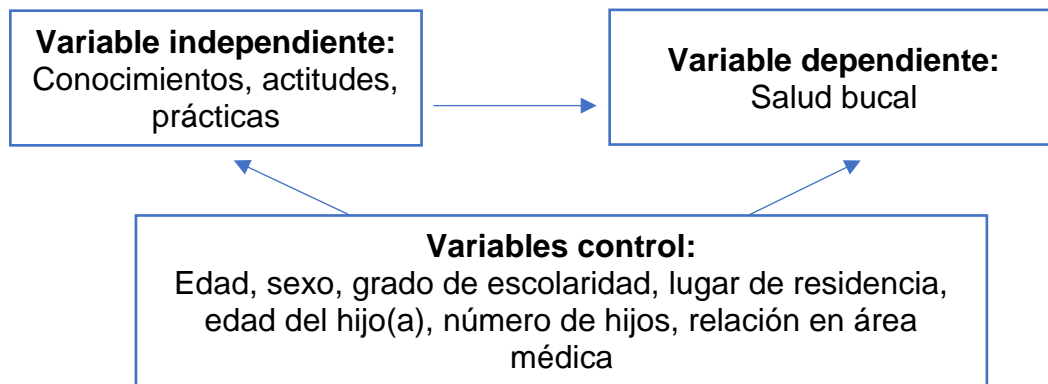 Variable independiente:
Conocimientos, actitudes,
prácticas
Variable dependiente:
Salud bucal
Variables control:
Edad, sexo, grado de escolaridad, lugar de residencia,
edad del hijo(a), número de hijos, relación en área
médica